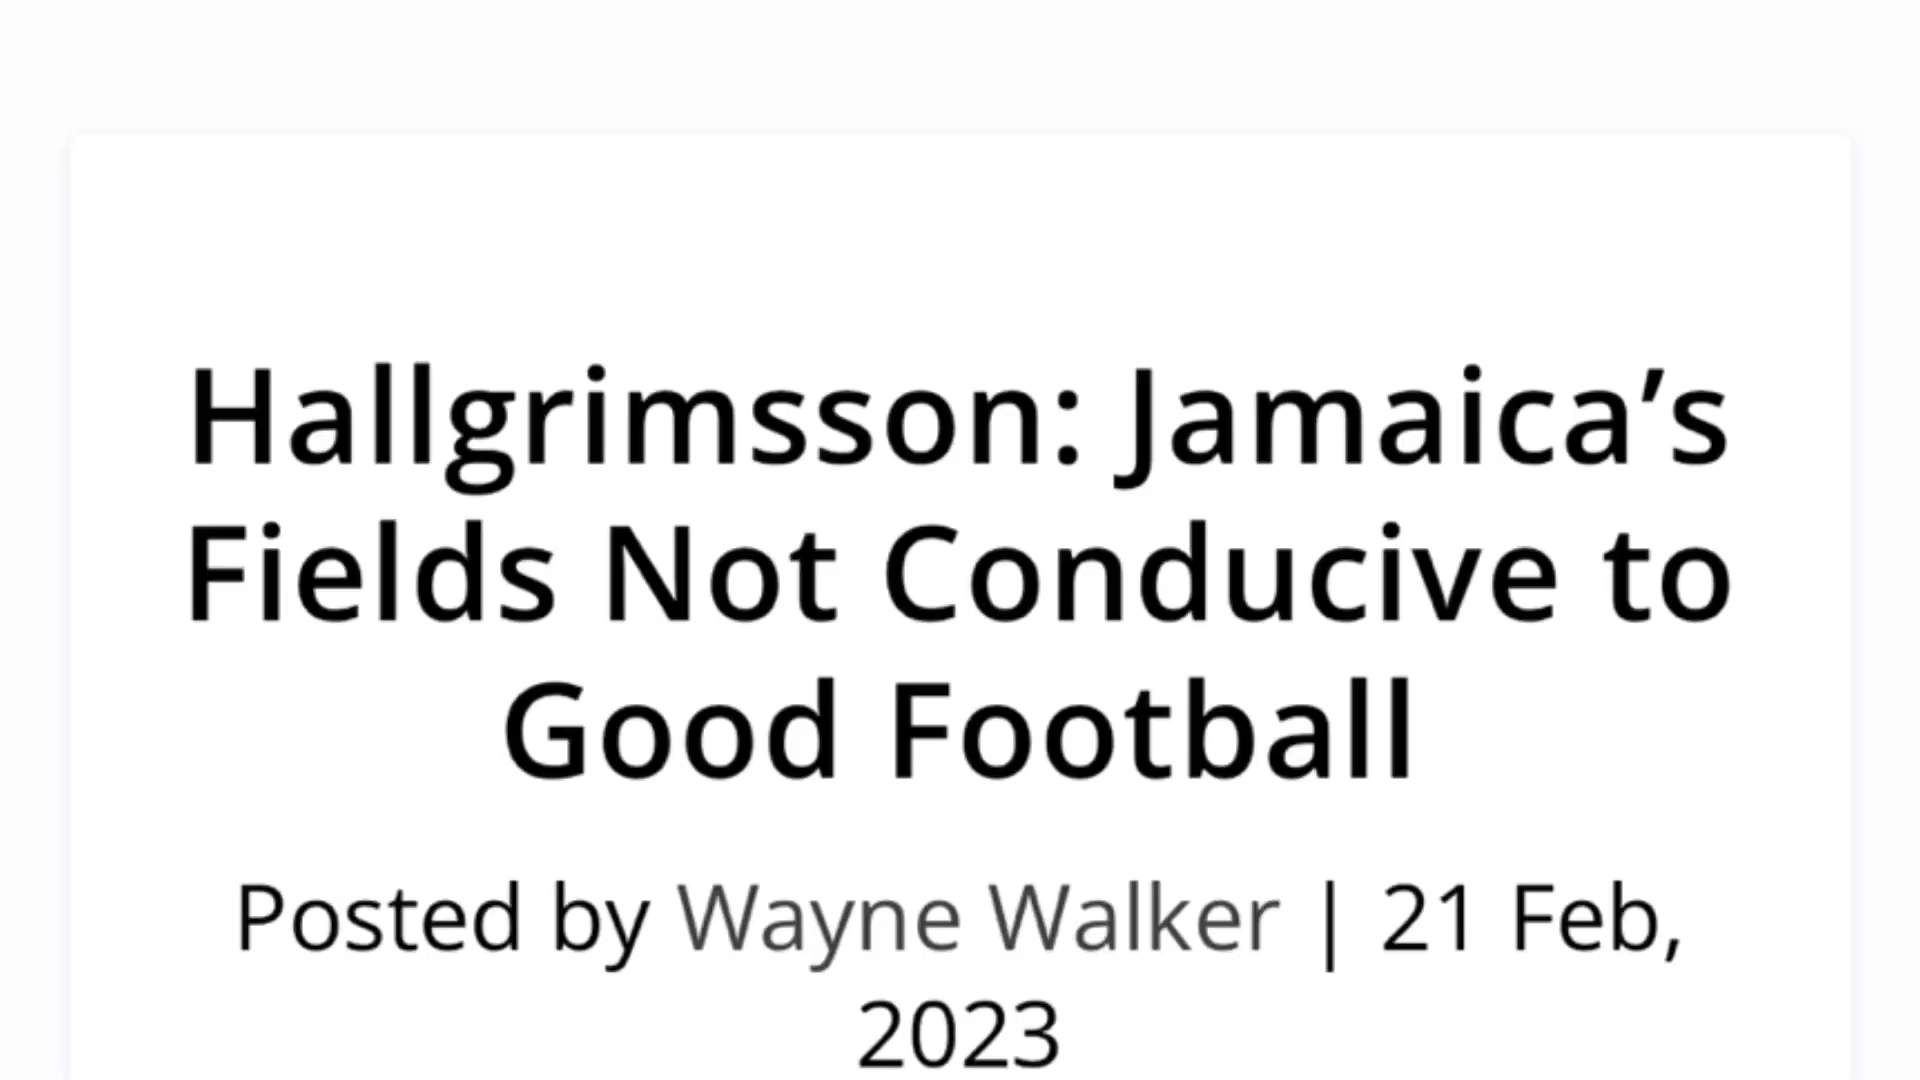 Hallgrimsson: Jamaica’s
Fields Not Conducive to
Good Football
Posted by Wayne Walker | 21 Feb,
2023